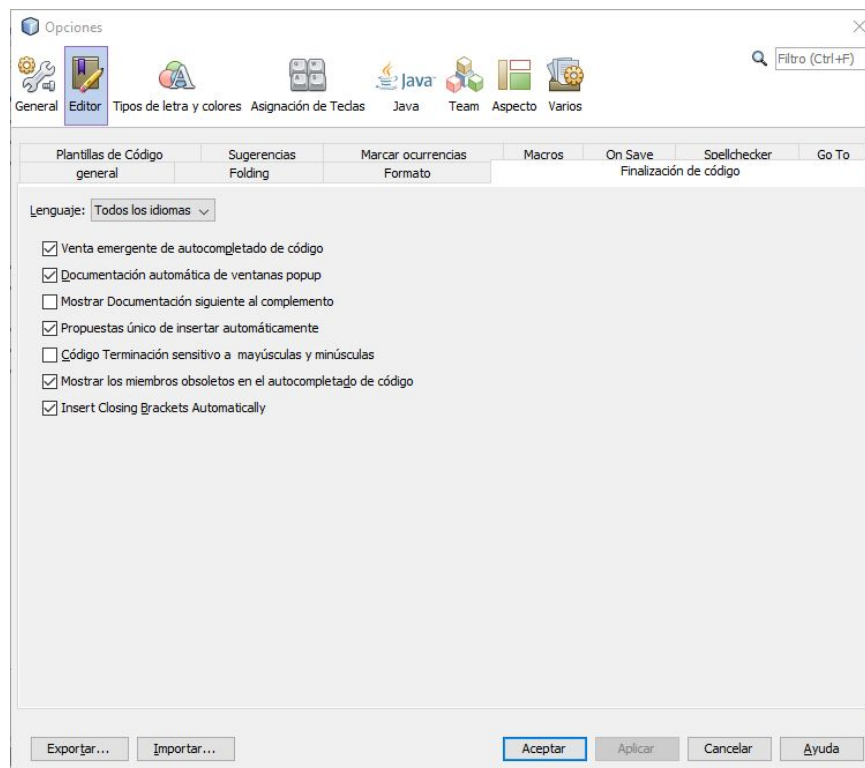 Opciones
Filtro (Ctrl+F)
Java
General Editor Tipos de letra y colores Asignación de Teclas Java Team Aspecto Varios
Plantillas de Código Sugerencias Marcar ocurrencias Macros On Save Spellchecker Go To
general Folding Formato Finalización de código
Lenguaje: Todos los idiomas
Venta emergente de autocompletado de código
Documentación automática de ventanas popup
Mostrar Documentación siguiente al complemento
Propuestas único de insertar automáticamente
Código Terminación sensitivo a mayúsculas y minúsculas
Mostrar los miembros obsoletos en el autocompletado de código
Insert Closing Brackets Automatically
Exportar... Importar... Aceptar Aplicar Cancelar Ayuda